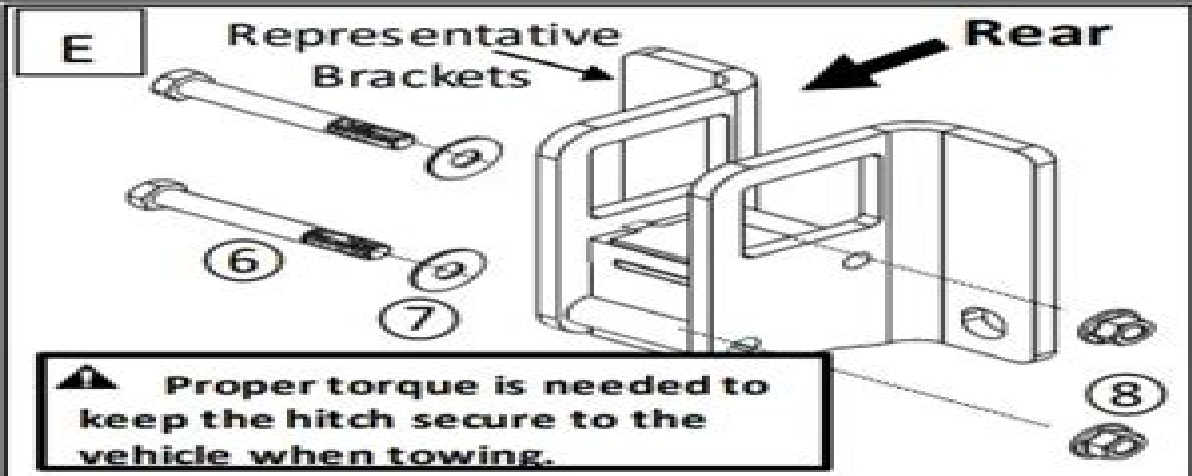 E
Representative
Brackets
Rear
6
7
8
Proper torque is needed to
keep the hitch secure to the
vehicle when towing.